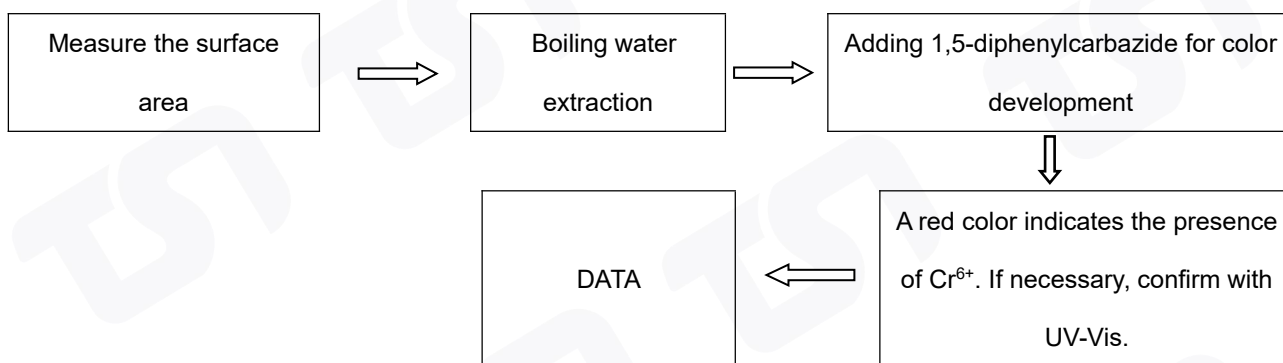 Measure the surface
area
Boiling water
extraction
Adding 1,5-diphenylcarbazide for color
development
A red color indicates the presence
of Cr⁶⁺. If necessary, confirm with
UV-Vis.
DATA